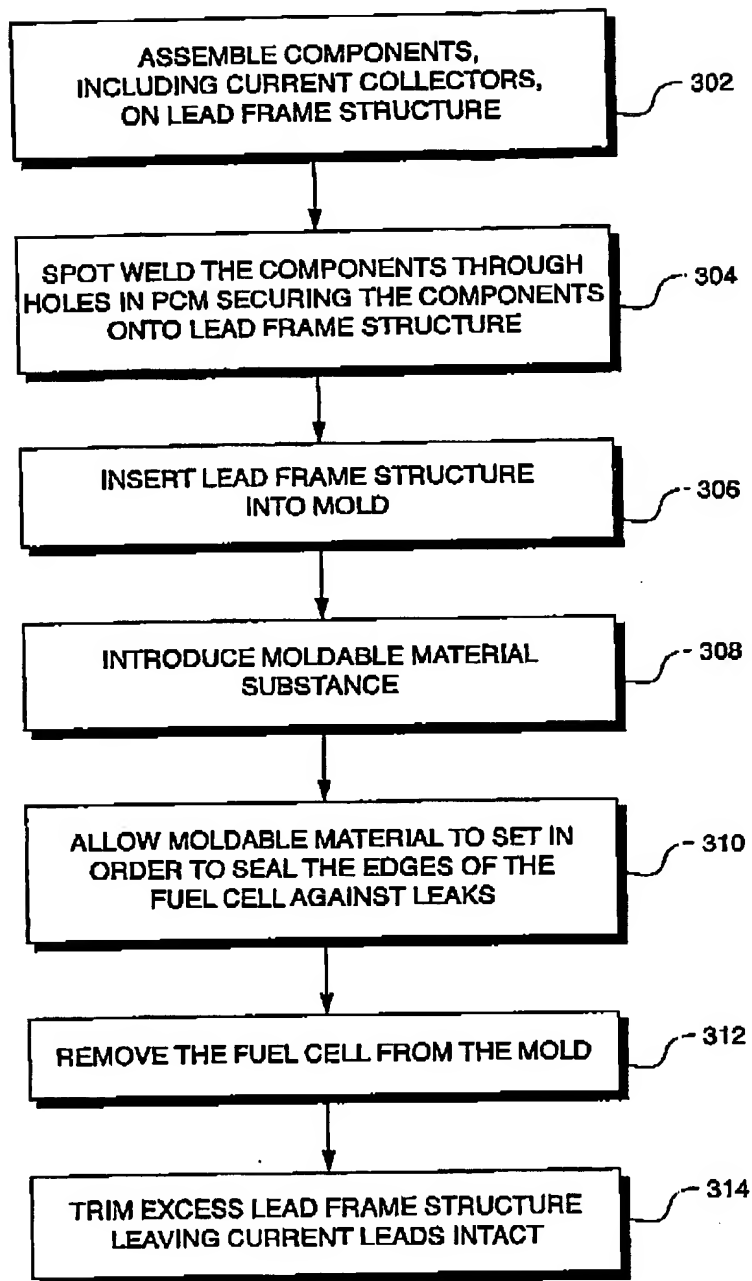 ASSEMBLE COMPONENTS,
INCLUDING CURRENT COLLECTORS,
ON LEAD FRAME STRUCTURE
302
SPOT WELD THE COMPONENTS THROUGH
HOLES IN PCM SECURING THE COMPONENTS
ONTO LEAD FRAME STRUCTURE
304
INSERT LEAD FRAME STRUCTURE
INTO MOLD
306
INTRODUCE MOLDABLE MATERIAL
SUBSTANCE
308
ALLOW MOLDABLE MATERIAL TO SET IN
ORDER TO SEAL THE EDGES OF THE
FUEL CELL AGAINST LEAKS
310
REMOVE THE FUEL CELL FROM THE MOLD
312
TRIM EXCESS LEAD FRAME STRUCTURE
LEAVING CURRENT LEADS INTACT
314